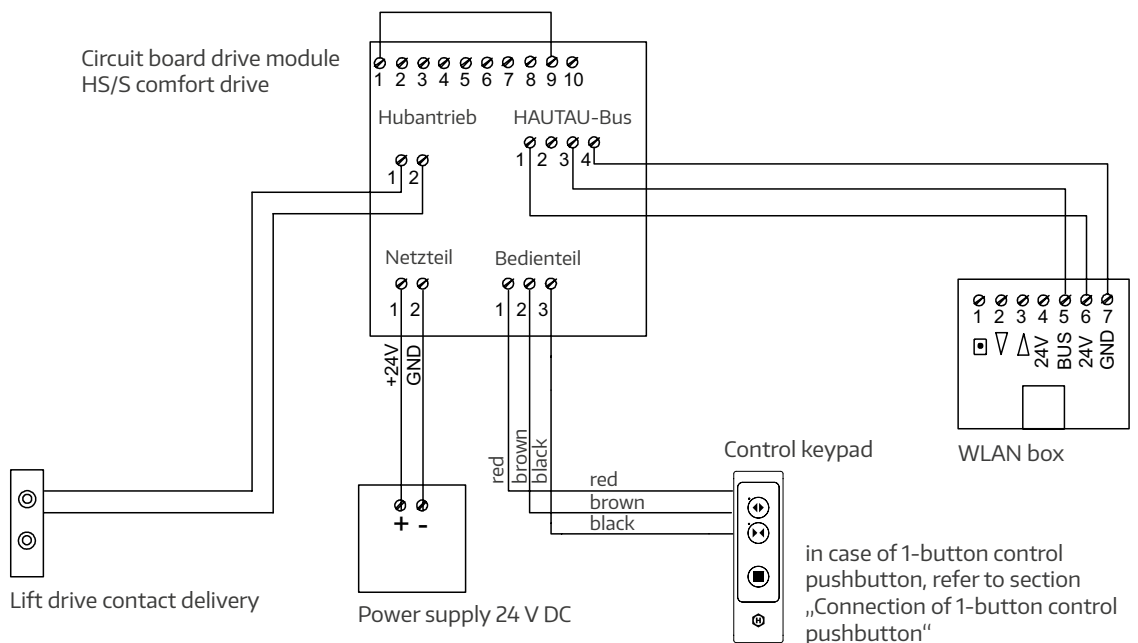 Circuit board drive module
HS/S comfort drive
1 2 3 4 5 6 7 8 9 10
Hubantrieb
1 2
HAUTAU-Bus
1 2 3 4
Netzteil
1 2
Bedienteil
1 2 3
+24V
GND
red
brown
black
red
brown
black
1 2 3 4 5 6 7
24V
BUS
24V
GND
WLAN box
Control keypad
H
+ -
Lift drive contact delivery
Power supply 24 V DC
in case of 1-button control
pushbutton, refer to section
„Connection of 1-button control
pushbutton“